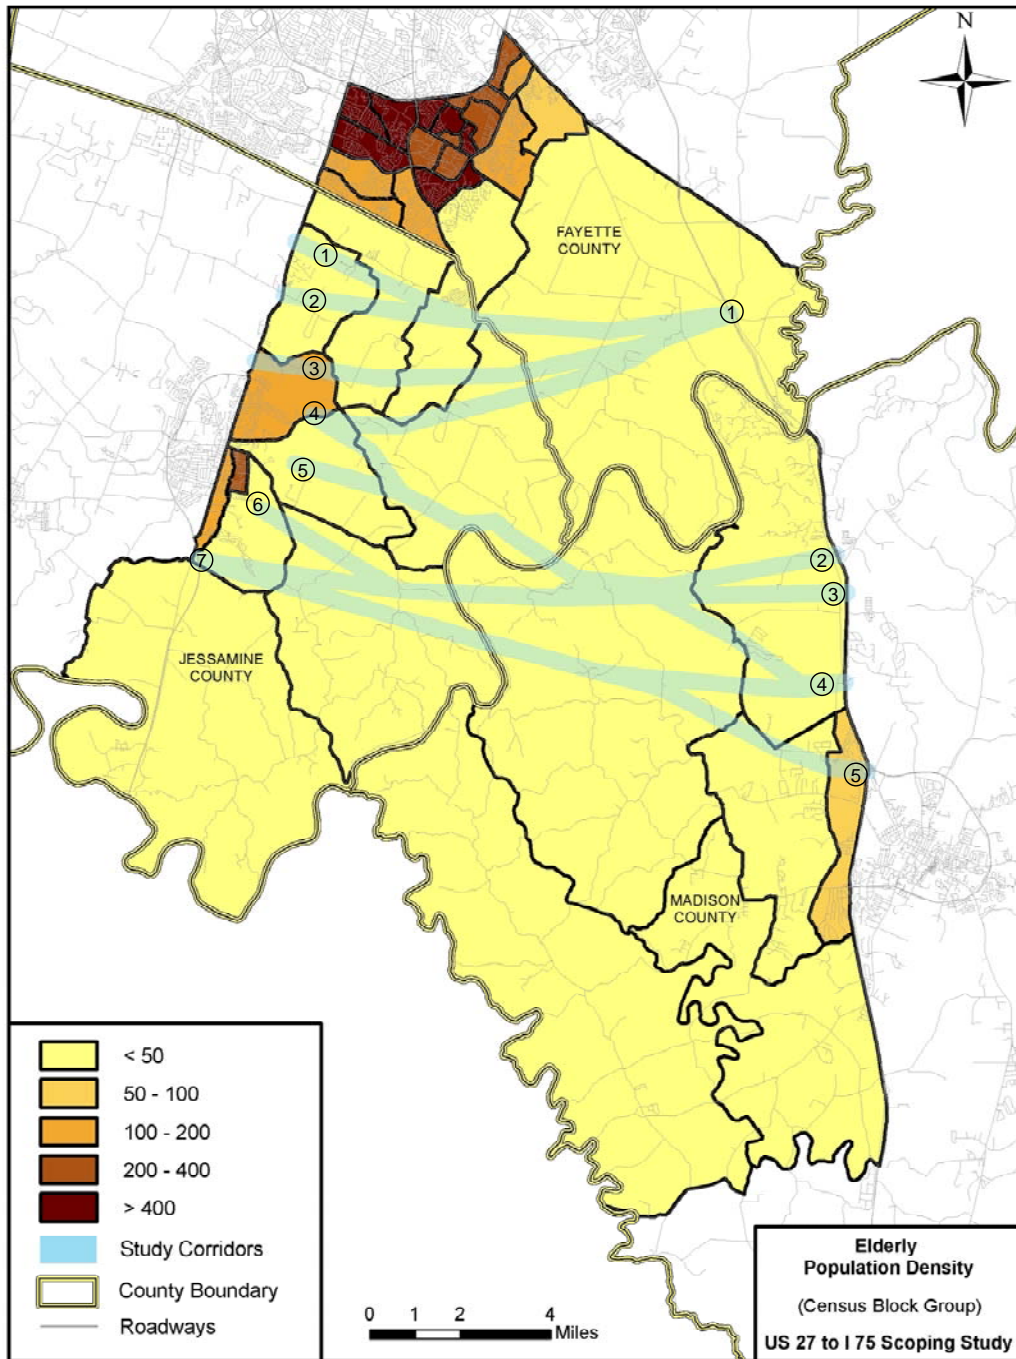 N
FAYETTE
COUNTY
①
②
①
③
④
⑤
⑥
⑦
②
③
JESSAMINE
COUNTY
④
⑤
MADISON
COUNTY
< 50
50 - 100
100 - 200
200 - 400
> 400
Study Corridors
County Boundary
Roadways
0 1 2 4
Miles
Elderly
Population Density
(Census Block Group)
US 27 to I 75 Scoping Study